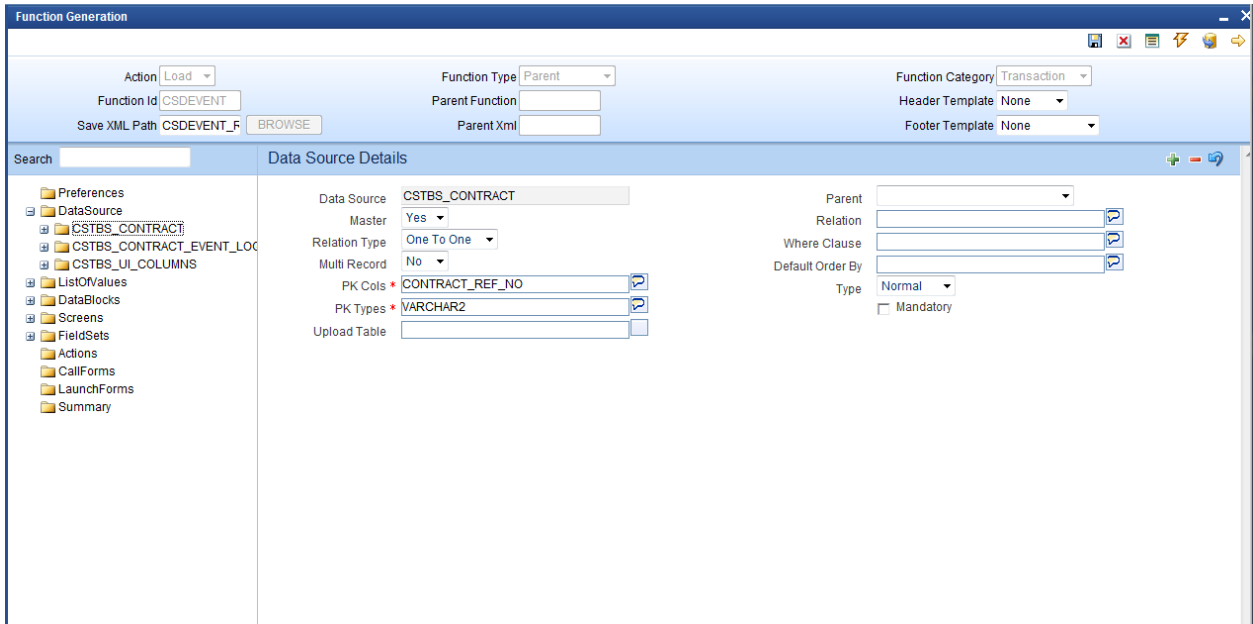 Function Generation
Action Load Function Type Parent Function Category Transaction
Function Id CSDEVENT Parent Function Header Template None
Save XML Path CSDEVENT_R BROWSE Parent Xml Footer Template None
Search Data Source Details
Preferences
DataSource
CSTBS_CONTRACT
CSTBS_CONTRACT_EVENT_LOG
CSTBS_UI_COLUMNS
ListOfValues
DataBlocks
Screens
FieldSets
Actions
CallForms
LaunchForms
Summary
Data Source CSTBS_CONTRACT Parent
Master Yes Relation
Relation Type One To One Where Clause
Multi Record No Default Order By
PK Cols * CONTRACT_REF_NO Type Normal
PK Types * VARCHAR2 Mandatory
Upload Table